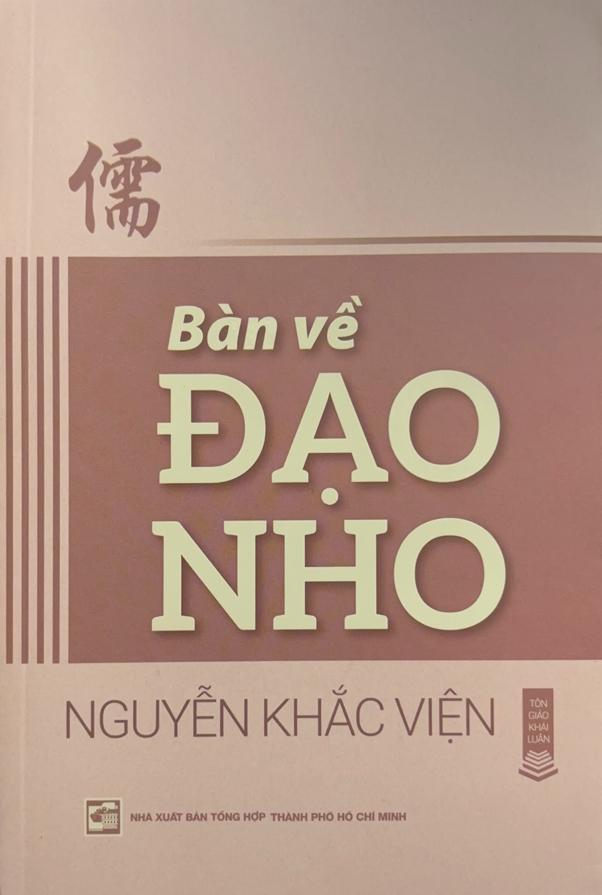 儒
Bàn về
ĐẠO
NHO
NGUYỄN KHẮC VIỆN
TÔN
GIÁO
KHÁI
LUẬN
NHÀ XUẤT BẢN TỔNG HỢP THÀNH PHỐ HỒ CHÍ MINH